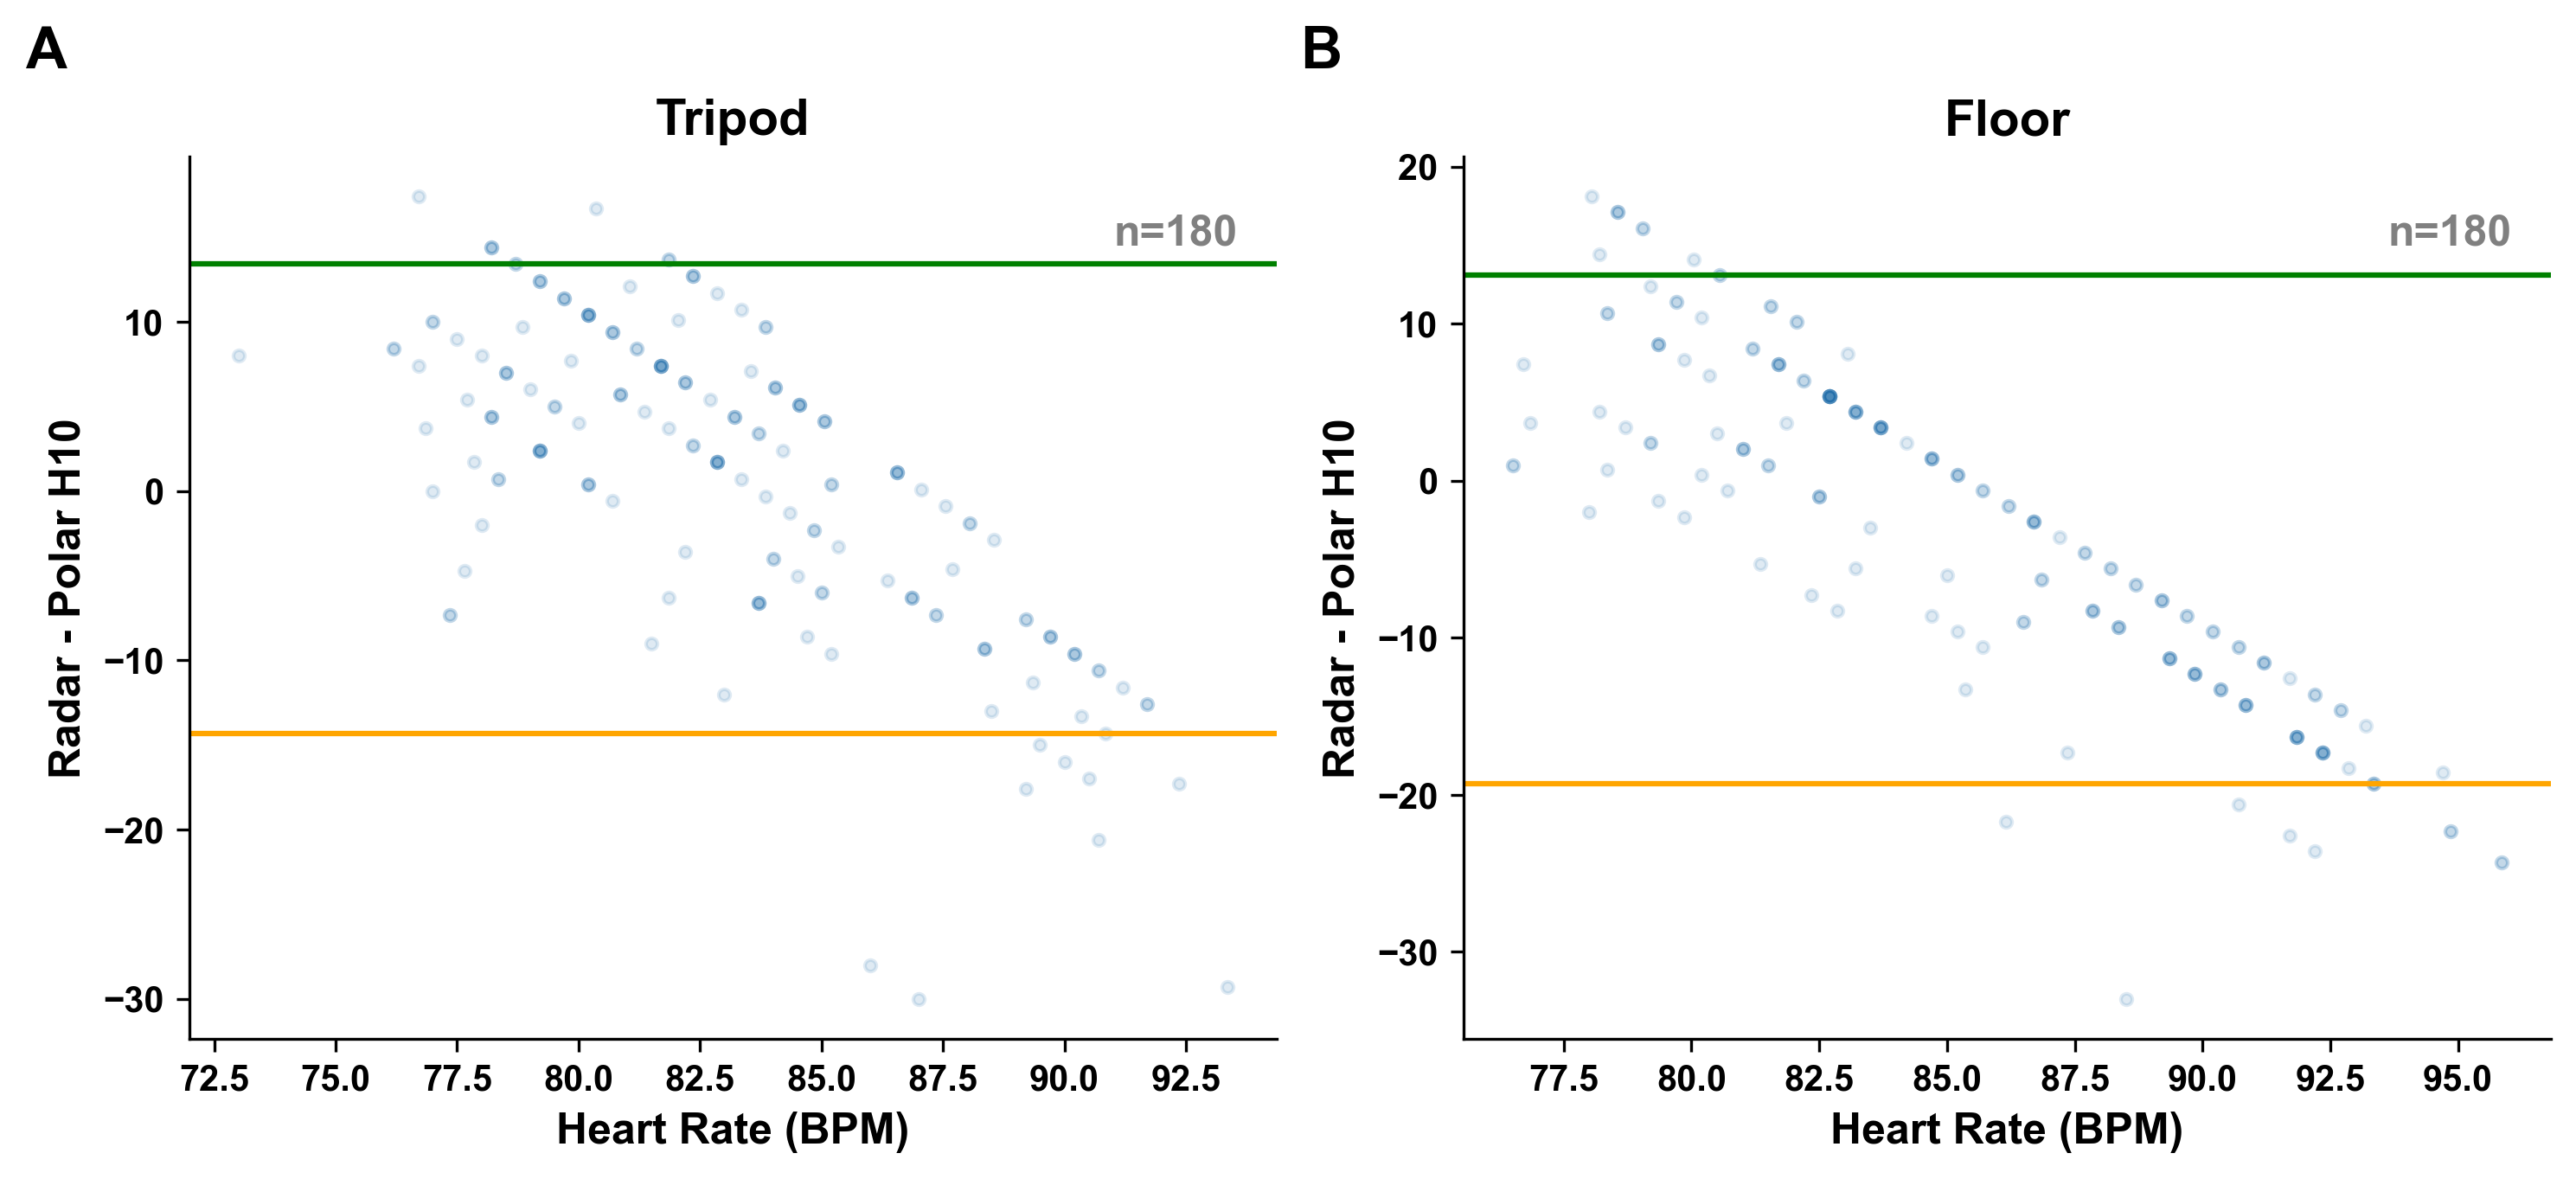 A
Tripod
n=180
10
0
−10
−20
−30
Radar - Polar H10
72.5 75.0 77.5 80.0 82.5 85.0 87.5 90.0 92.5
Heart Rate (BPM)
B
Floor
n=180
20
10
0
−10
−20
−30
Radar - Polar H10
77.5 80.0 82.5 85.0 87.5 90.0 92.5 95.0
Heart Rate (BPM)